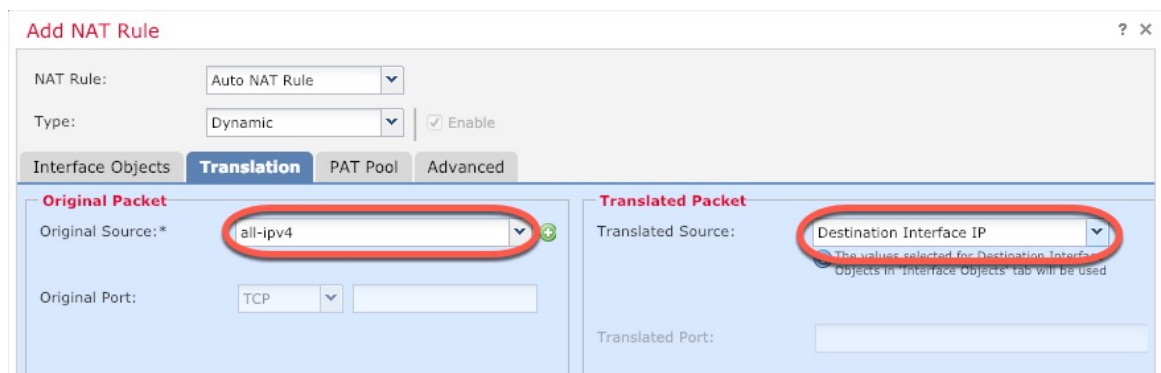 Add NAT Rule ? ×
NAT Rule: Auto NAT Rule
Type: Dynamic Enable
Interface Objects Translation PAT Pool Advanced
Original Packet
Original Source:* all-ipv4
Original Port: TCP
Translated Packet
Translated Source: Destination Interface IP
The values selected for Destination Interface
Objects in 'Interface Objects' tab will be used
Translated Port: